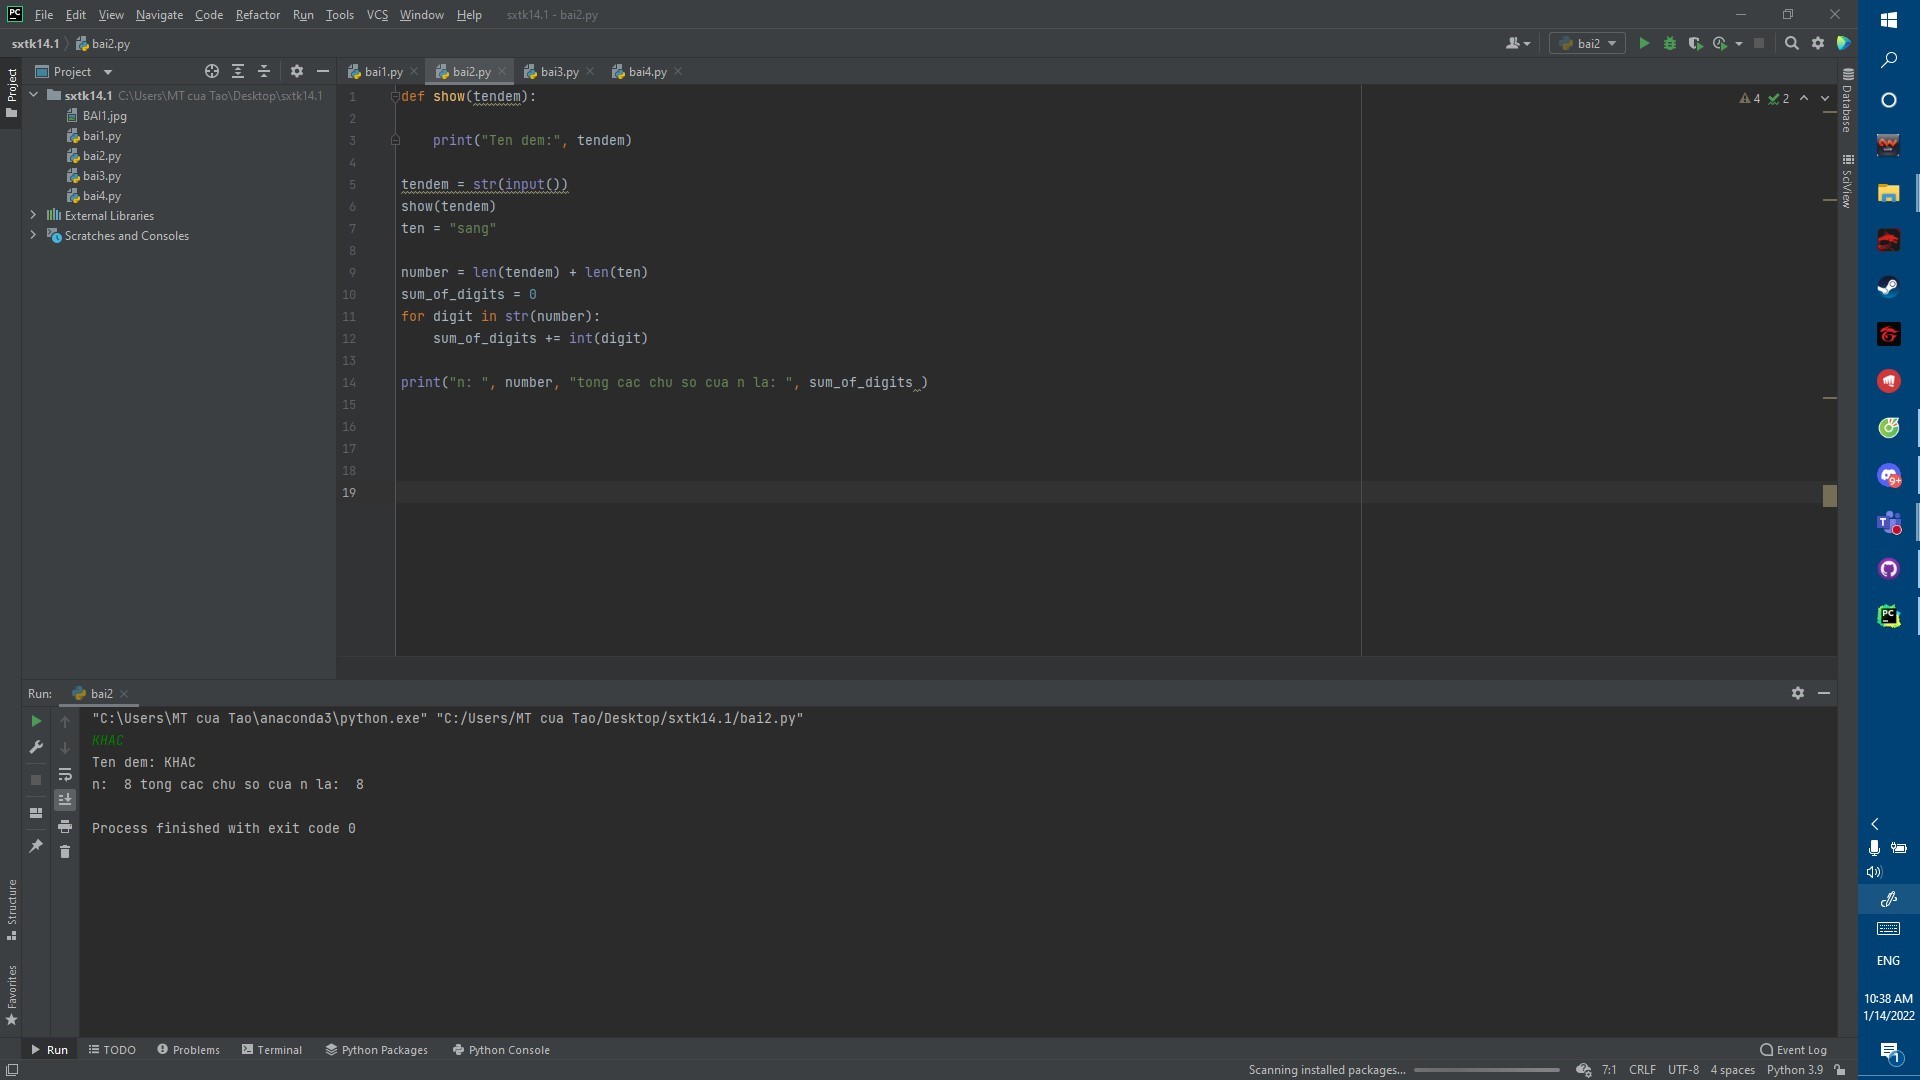 PC File Edit View Navigate Code Refactor Run Tools VCS Window Help sxtk14.1 - bai2.py
sxtk14.1 bai2.py bai2
Project
Project bai1.py bai2.py bai3.py bai4.py
sxtk14.1 C:\Users\MT cua Tao\Desktop\sxtk14.1
BAI1.jpg
bai1.py
bai2.py
bai3.py
bai4.py
External Libraries
Scratches and Consoles
4 2
1 def show(tendem):
2
3 print("Ten dem:", tendem)
4
5 tendem = str(input())
6 show(tendem)
7 ten = "sang"
8
9 number = len(tendem) + len(ten)
10 sum_of_digits = 0
11 for digit in str(number):
12 sum_of_digits += int(digit)
13
14 print("n: ", number, "tong cac chu so cua n la: ", sum_of_digits )
15
16
17
18
19
Database
SciView
Run: bai2
"C:\Users\MT cua Tao\anaconda3\python.exe" "C:/Users/MT cua Tao/Desktop/sxtk14.1/bai2.py"
KHAC
Ten dem: KHAC
n:  8 tong cac chu so cua n la:  8
Process finished with exit code 0
Structure
Favorites
Run TODO Problems Terminal Python Packages Python Console Event Log
Scanning installed packages... 7:1 CRLF UTF-8 4 spaces Python 3.9
9+
T
PC
ENG
10:38 AM
1/14/2022
1